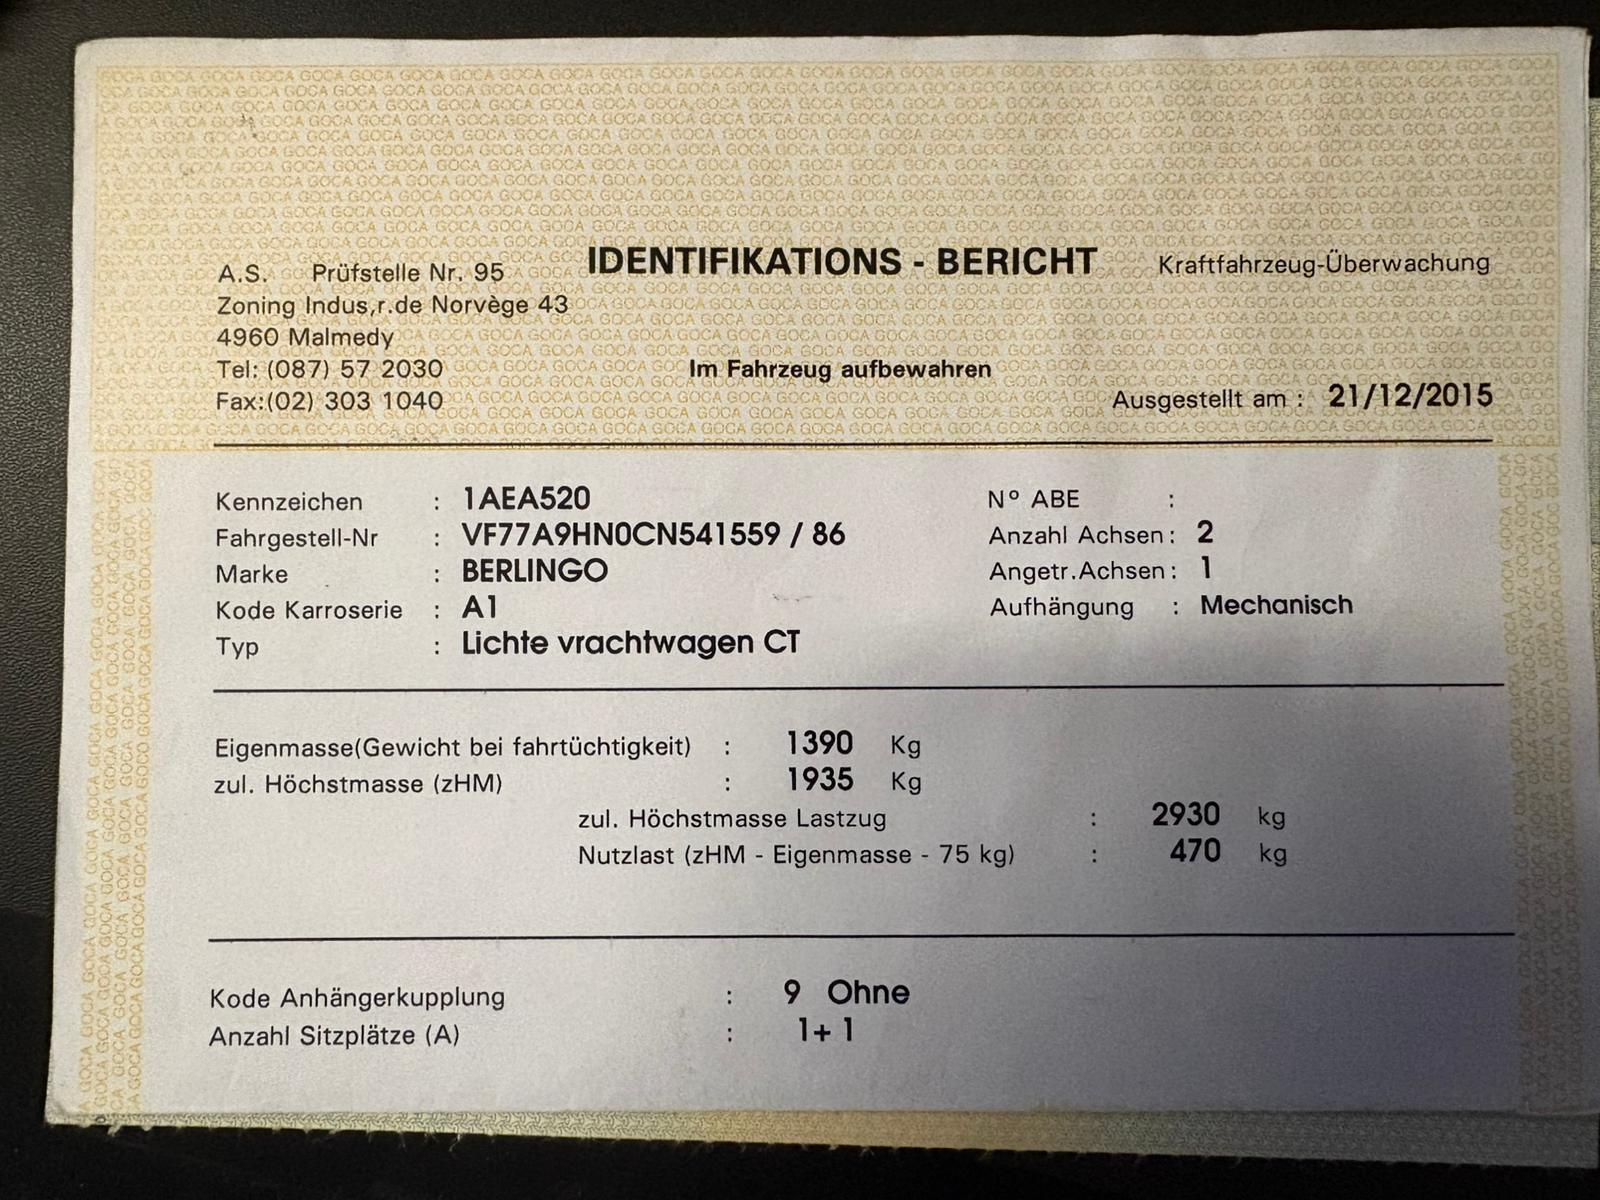 A.S. Prüfstelle Nr. 95
Zoning Indus,r.de Norvège 43
4960 Malmedy
Tel: (087) 57 2030
Fax:(02) 303 1040
IDENTIFIKATIONS - BERICHT
Kraftfahrzeug-Überwachung
Im Fahrzeug aufbewahren
Ausgestellt am : 21/12/2015
Kennzeichen : 1AEA520
Fahrgestell-Nr : VF77A9HN0CN541559 / 86
Marke : BERLINGO
Kode Karroserie : A1
Typ : Lichte vrachtwagen CT
Nº ABE :
Anzahl Achsen : 2
Angetr.Achsen : 1
Aufhängung : Mechanisch
Eigenmasse(Gewicht bei fahrtüchtigkeit) : 1390 Kg
zul. Höchstmasse (zHM) : 1935 Kg
zul. Höchstmasse Lastzug : 2930 kg
Nutzlast (zHM - Eigenmasse - 75 kg) : 470 kg
Kode Anhängerkupplung : 9 Ohne
Anzahl Sitzplätze (A) : 1+ 1